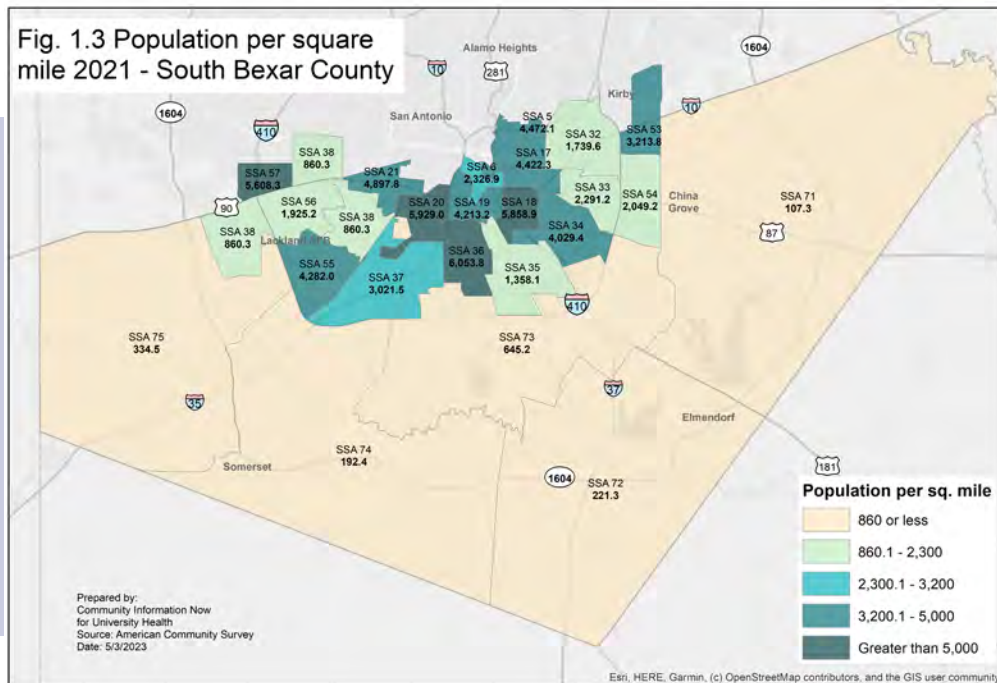 Fig. 1.3 Population per square
mile 2021 - South Bexar County
Alamo Heights
1604
10
281
1604
Kirby
10
410
San Antonio
SSA 5
4,472.1
SSA 32
1,739.6
SSA 53
3,213.8
SSA 38
860.3
SSA 17
4,422.3
SSA 57
5,608.3
SSA 21
4,897.8
SSA 6
2,326.9
SSA 33
2,291.2
SSA 54
2,049.2
China
Grove
SSA 71
107.3
90
SSA 56
1,925.2
SSA 38
860.3
SSA 20
5,929.0
SSA 19
4,213.2
SSA 18
5,858.9
SSA 38
860.3
Lackland AFB
SSA 34
4,029.4
87
SSA 55
4,282.0
SSA 37
3,021.5
SSA 36
6,053.8
SSA 35
1,358.1
410
SSA 75
334.5
SSA 73
645.2
35
37
Elmendorf
SSA 74
192.4
Somerset
1604
SSA 72
221.3
181
Population per sq. mile
860 or less
860.1 - 2,300
2,300.1 - 3,200
3,200.1 - 5,000
Greater than 5,000
Prepared by:
Community Information Now
for University Health
Source: American Community Survey
Date: 5/3/2023
Esri, HERE, Garmin, (c) OpenStreetMap contributors, and the GIS user community